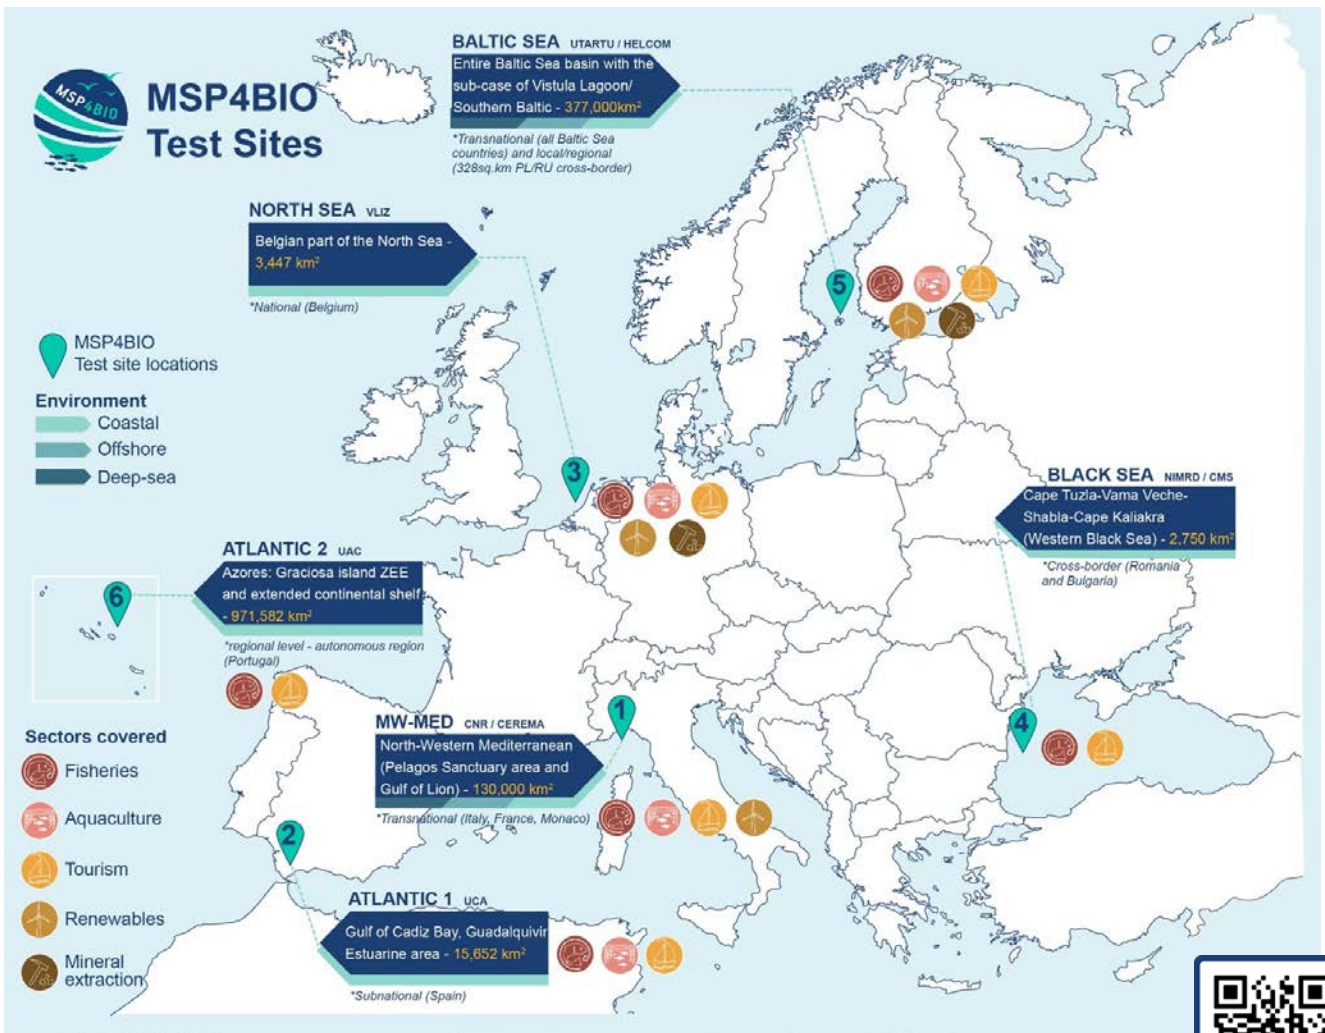 MSP4BIO
MSP4BIO
Test Sites
BALTIC SEA UTARTU / HELCOM
Entire Baltic Sea basin with the
sub-case of Vistula Lagoon/
Southern Baltic - 377,000km²
*Transnational (all Baltic Sea
countries) and local/regional
(328sq.km PL/RU cross-border)
NORTH SEA VLIZ
Belgian part of the North Sea -
3,447 km²
*National (Belgium)
5
MSP4BIO
Test site locations
Environment
Coastal
Offshore
Deep-sea
3
BLACK SEA NIMRD / CMS
Cape Tuzla-Vama Veche-
Shabla-Cape Kaliakra
(Western Black Sea) - 2,750 km²
*Cross-border (Romania
and Bulgaria)
ATLANTIC 2 UAC
Azores: Graciosa island ZEE
and extended continental shelf
- 971,582 km²
*regional level - autonomous region
(Portugal)
6
1
MW-MED CNR / CEREMA
North-Western Mediterranean
(Pelagos Sanctuary area and
Gulf of Lion) - 130,000 km²
*Transnational (Italy, France, Monaco)
4
Sectors covered
Fisheries
Aquaculture
Tourism
Renewables
Mineral
extraction
2
ATLANTIC 1 UCA
Gulf of Cadiz Bay, Guadalquivir
Estuarine area - 15,652 km²
*Subnational (Spain)